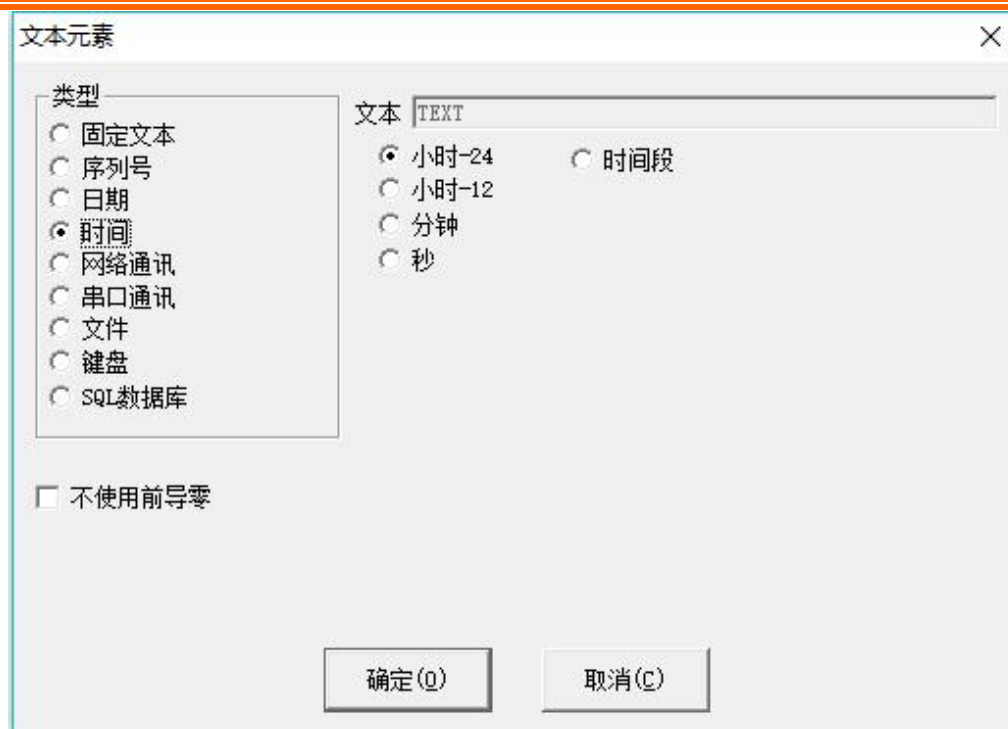 文本元素
类型
固定文本
序列号
日期
时间
网络通讯
串口通讯
文件
键盘
SQL数据库
文本 TEXT
小时-24 时间段
小时-12
分钟
秒
不使用前导零
确定(O) 取消(C)